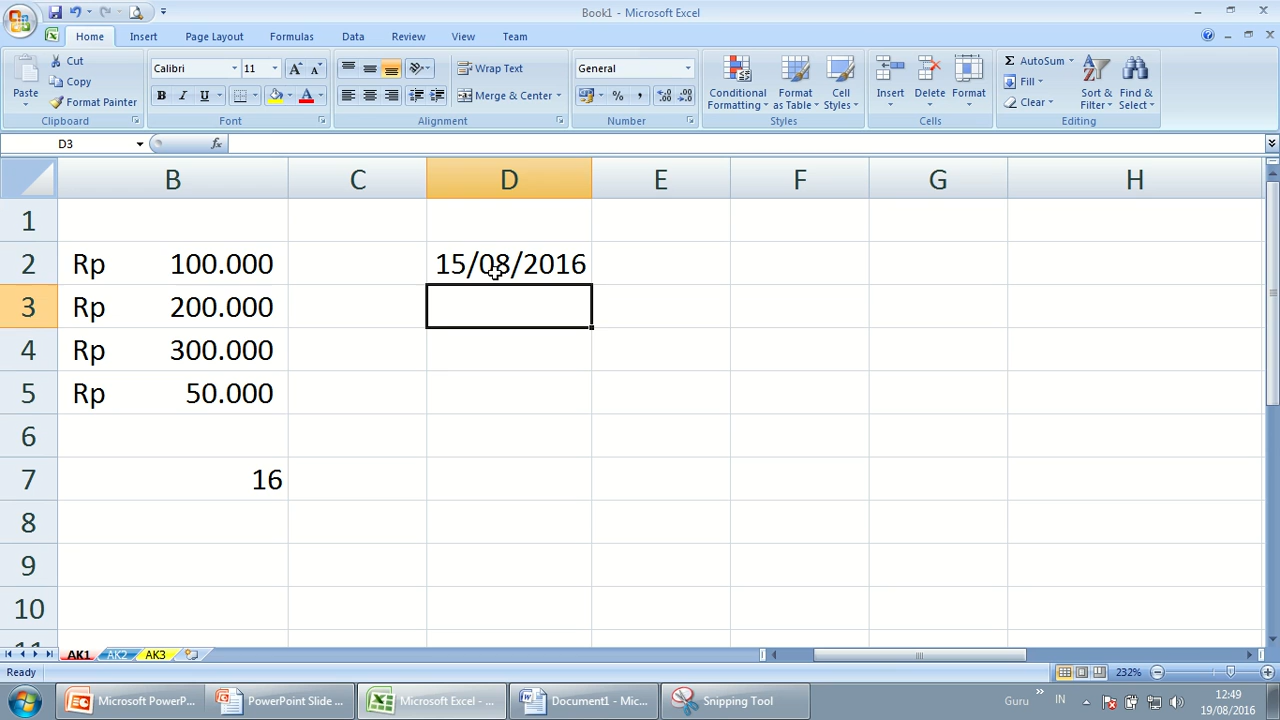 Book1 - Microsoft Excel
Home Insert Page Layout Formulas Data Review View Team
Paste Cut Copy Format Painter Clipboard
Calibri 11 A A B I U A Font
Wrap Text Merge & Center Alignment
General % , Number
Conditional Formatting Format as Table Cell Styles Styles
Insert Delete Format Cells
Σ AutoSum Fill Clear Sort & Filter Find & Select Editing
D3 fx
B C D E F G H
1
2 Rp 100.000 15/08/2016
3 Rp 200.000
4 Rp 300.000
5 Rp 50.000
6
7 16
8
9
10
11
AK1 AK2 AK3
Ready 232%
Microsoft PowerP... PowerPoint Slide ... Microsoft Excel - ... Document1 - Mic... Snipping Tool Guru » IN 12:49
19/08/2016